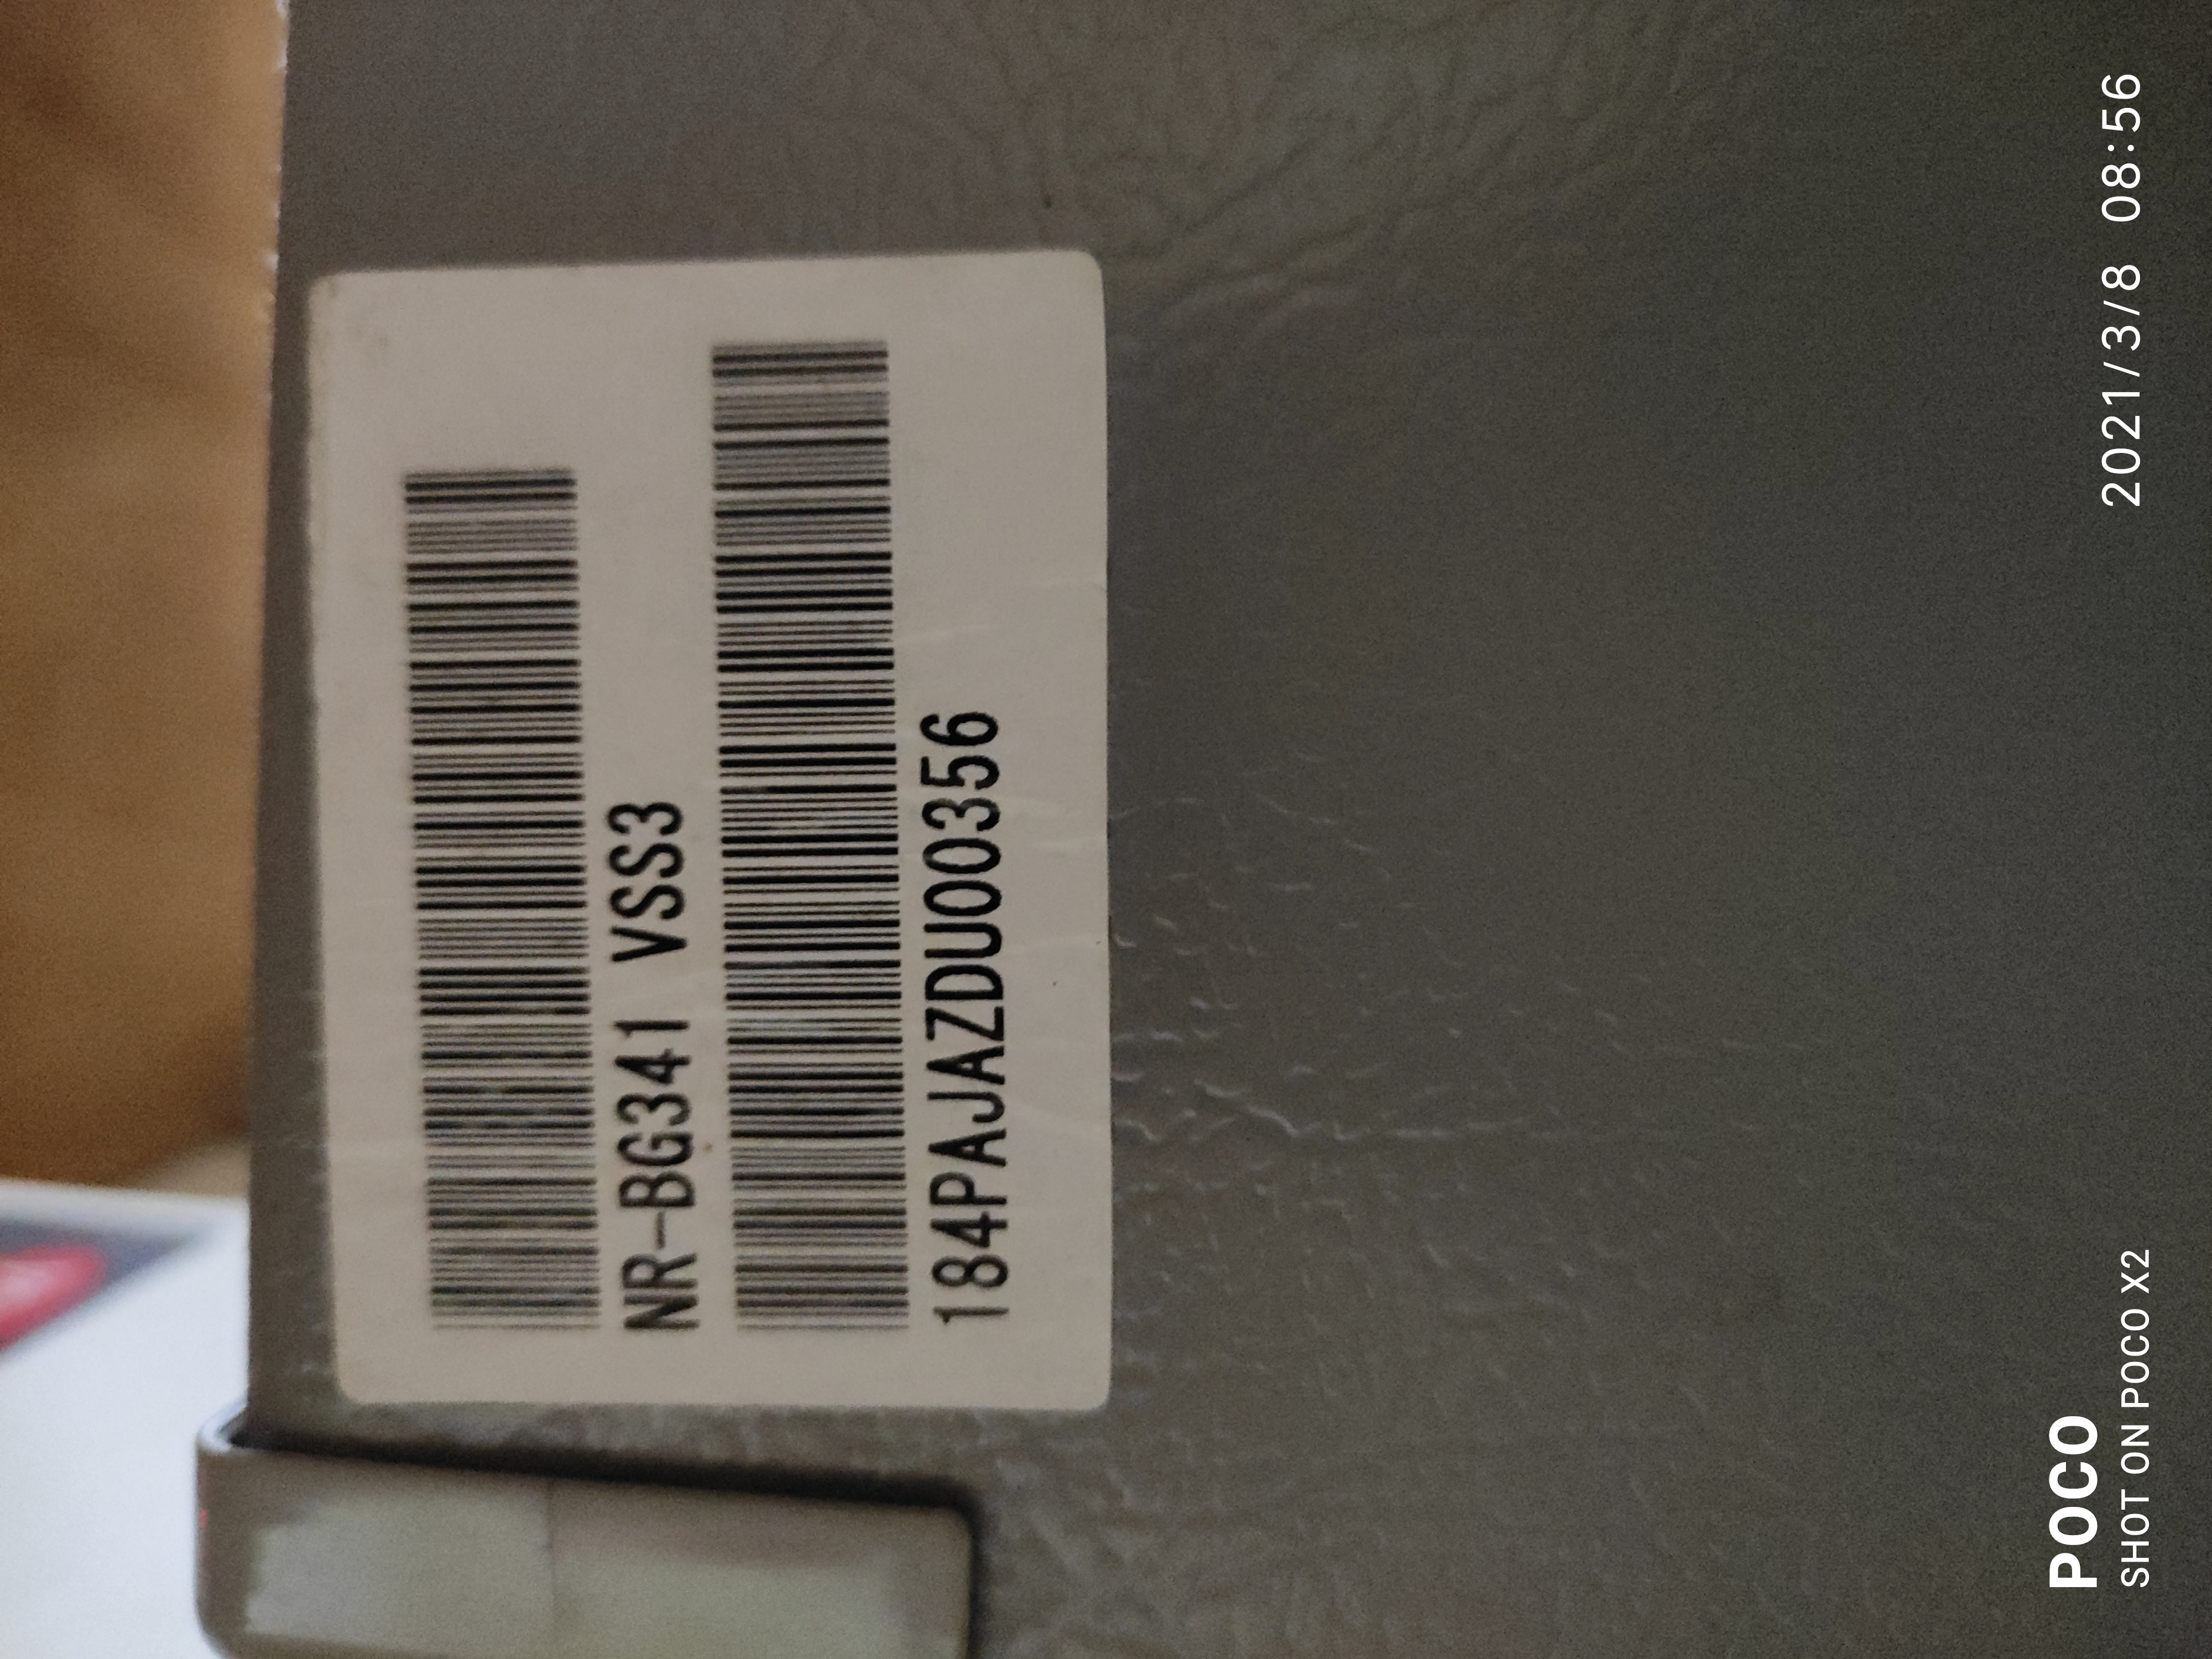 NR-BG341 VSS3
184PAJAZDU00356
POCO
SHOT ON POCO X2
2021/3/8 08:56